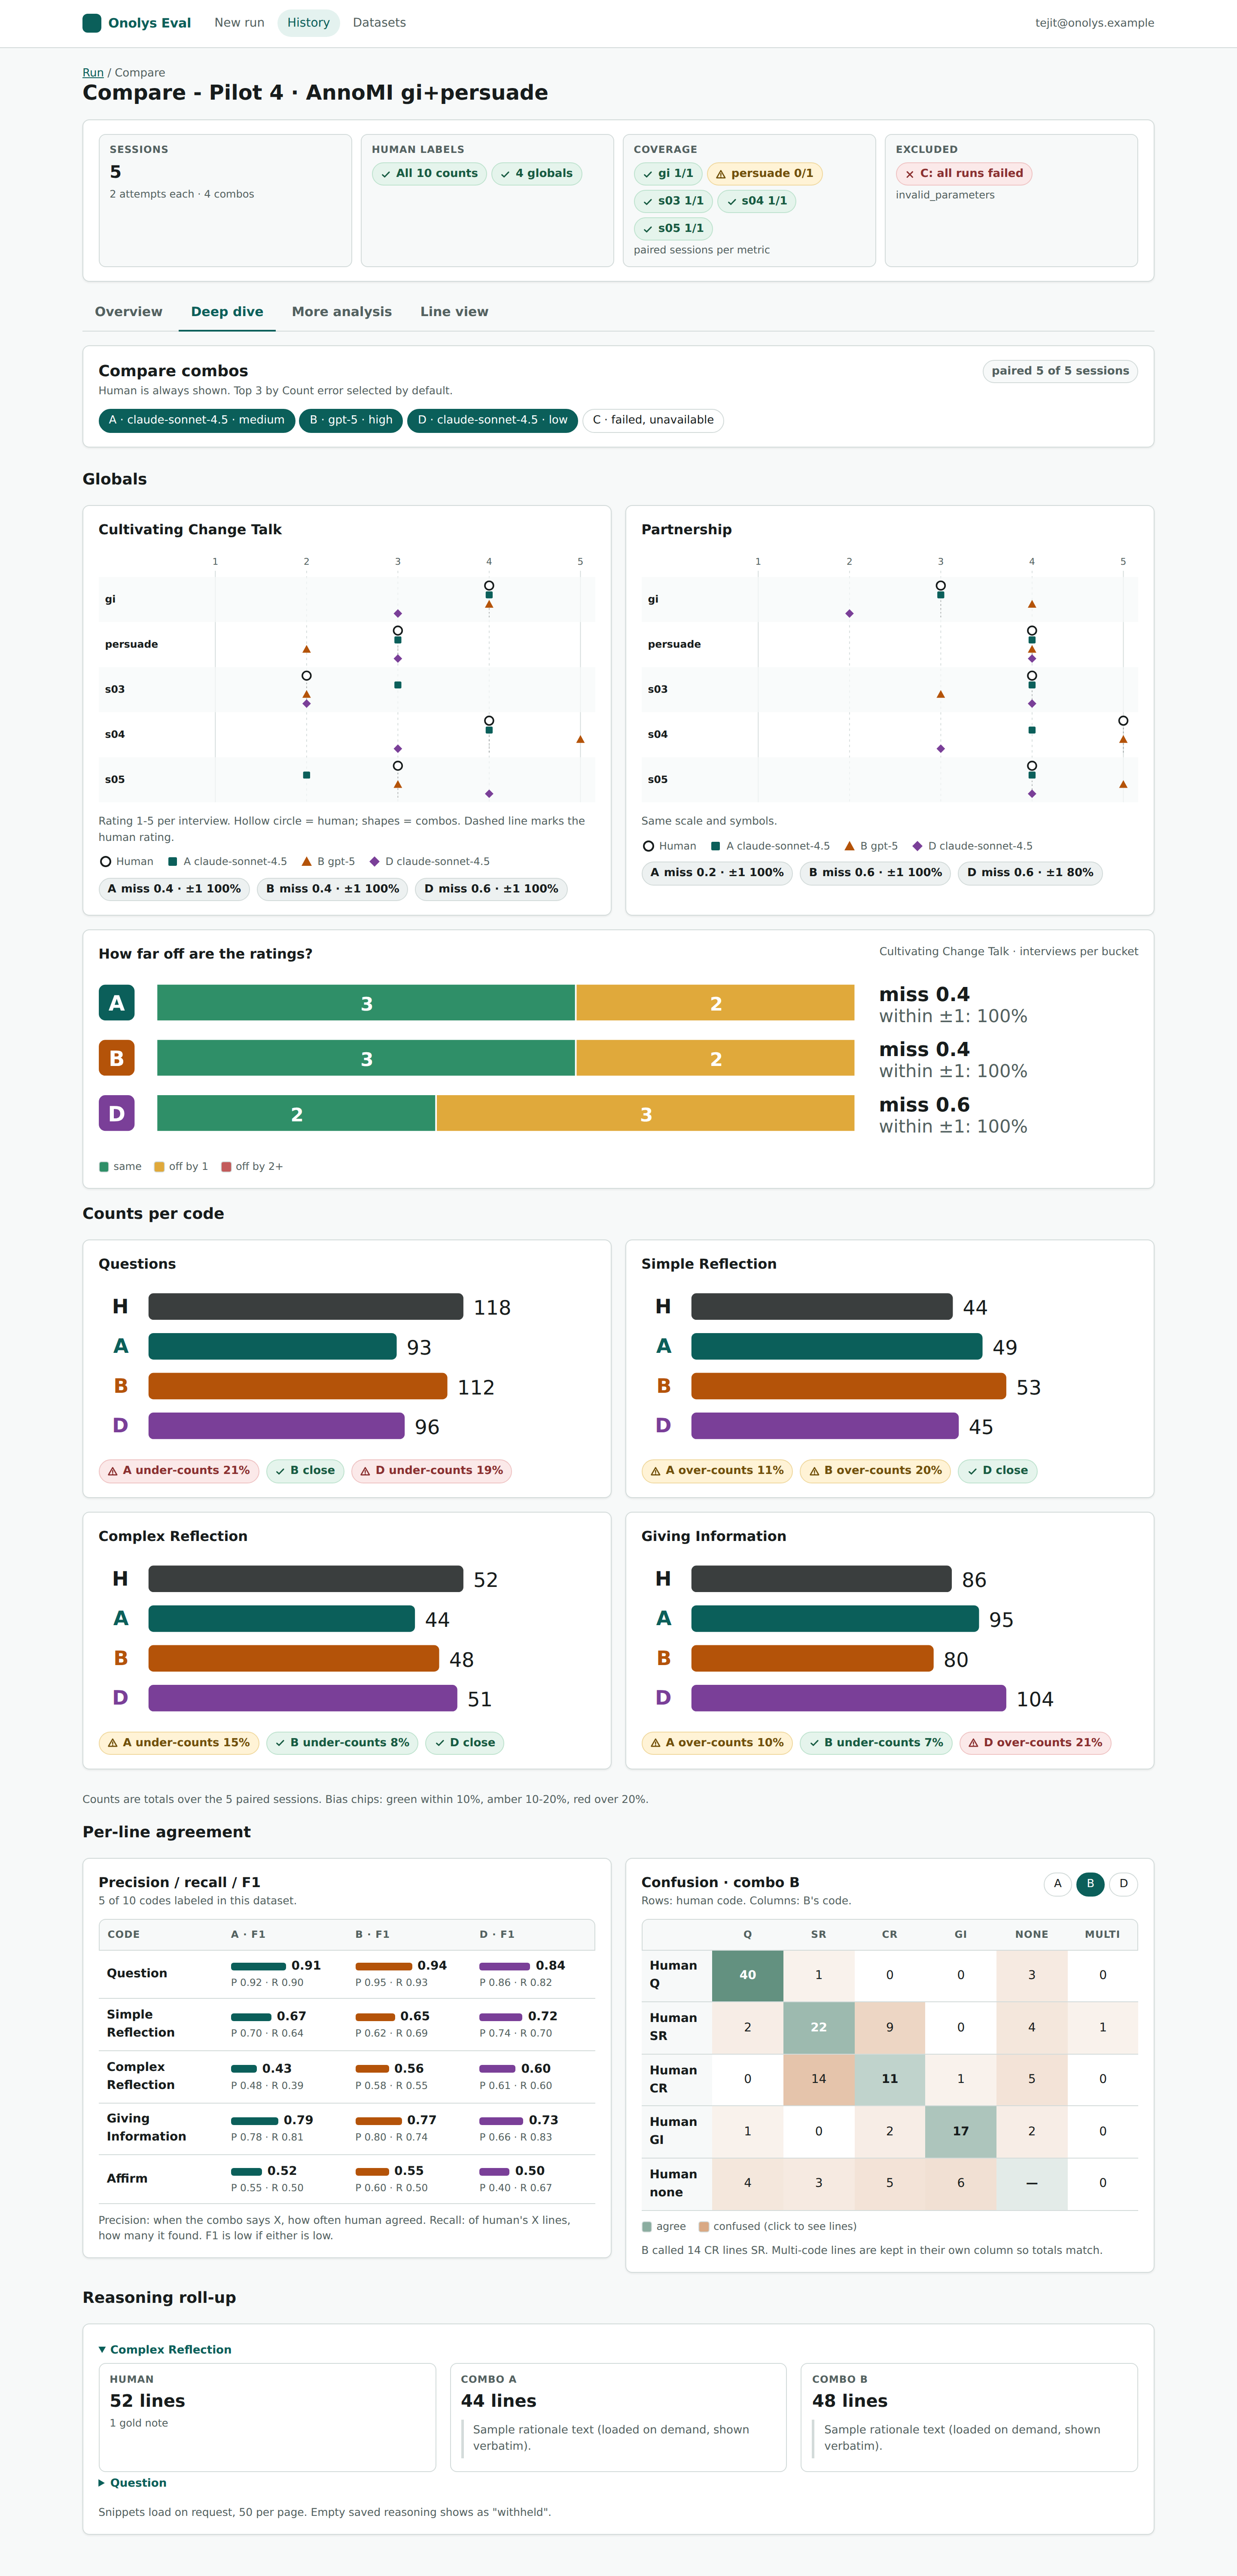 Onolys Eval New run History Datasets tejit@onolys.example
Run / Compare
Compare - Pilot 4 · AnnoMI gi+persuade
SESSIONS
5
2 attempts each · 4 combos
HUMAN LABELS
All 10 counts 4 globals
COVERAGE
gi 1/1 persuade 0/1
s03 1/1 s04 1/1
s05 1/1
paired sessions per metric
EXCLUDED
C: all runs failed
invalid_parameters
Overview Deep dive More analysis Line view
Compare combos
paired 5 of 5 sessions
Human is always shown. Top 3 by Count error selected by default.
A · claude-sonnet-4.5 · medium B · gpt-5 · high D · claude-sonnet-4.5 · low C · failed, unavailable
Globals
Cultivating Change Talk
1 2 3 4 5
gi
persuade
s03
s04
s05
Rating 1-5 per interview. Hollow circle = human; shapes = combos. Dashed line marks the
human rating.
Human A claude-sonnet-4.5 B gpt-5 D claude-sonnet-4.5
A miss 0.4 · ±1 100% B miss 0.4 · ±1 100% D miss 0.6 · ±1 100%
Partnership
1 2 3 4 5
gi
persuade
s03
s04
s05
Same scale and symbols.
Human A claude-sonnet-4.5 B gpt-5 D claude-sonnet-4.5
A miss 0.2 · ±1 100% B miss 0.6 · ±1 100% D miss 0.6 · ±1 80%
How far off are the ratings?
Cultivating Change Talk · interviews per bucket
A 3 2 miss 0.4
within ±1: 100%
B 3 2 miss 0.4
within ±1: 100%
D 2 3 miss 0.6
within ±1: 100%
same off by 1 off by 2+
Counts per code
Questions
H 118
A 93
B 112
D 96
A under-counts 21% B close D under-counts 19%
Simple Reflection
H 44
A 49
B 53
D 45
A over-counts 11% B over-counts 20% D close
Complex Reflection
H 52
A 44
B 48
D 51
A under-counts 15% B under-counts 8% D close
Giving Information
H 86
A 95
B 80
D 104
A over-counts 10% B under-counts 7% D over-counts 21%
Counts are totals over the 5 paired sessions. Bias chips: green within 10%, amber 10-20%, red over 20%.
Per-line agreement
Precision / recall / F1
5 of 10 codes labeled in this dataset.
CODE A · F1 B · F1 D · F1
Question 0.91 0.94 0.84
P 0.92 · R 0.90 P 0.95 · R 0.93 P 0.86 · R 0.82
Simple
Reflection
0.67 0.65 0.72
P 0.70 · R 0.64 P 0.62 · R 0.69 P 0.74 · R 0.70
Complex
Reflection
0.43 0.56 0.60
P 0.48 · R 0.39 P 0.58 · R 0.55 P 0.61 · R 0.60
Giving
Information
0.79 0.77 0.73
P 0.78 · R 0.81 P 0.80 · R 0.74 P 0.66 · R 0.83
Affirm 0.52 0.55 0.50
P 0.55 · R 0.50 P 0.60 · R 0.50 P 0.40 · R 0.67
Precision: when the combo says X, how often human agreed. Recall: of human's X lines,
how many it found. F1 is low if either is low.
Confusion · combo B
A B D
Rows: human code. Columns: B's code.
Q SR CR GI NONE MULTI
Human
Q
40 1 0 0 3 0
Human
SR
2 22 9 0 4 1
Human
CR
0 14 11 1 5 0
Human
GI
1 0 2 17 2 0
Human
none
4 3 5 6 — 0
agree confused (click to see lines)
B called 14 CR lines SR. Multi-code lines are kept in their own column so totals match.
Reasoning roll-up
Complex Reflection
HUMAN
52 lines
1 gold note
COMBO A
44 lines
Sample rationale text (loaded on demand, shown
verbatim).
COMBO B
48 lines
Sample rationale text (loaded on demand, shown
verbatim).
Question
Snippets load on request, 50 per page. Empty saved reasoning shows as "withheld".